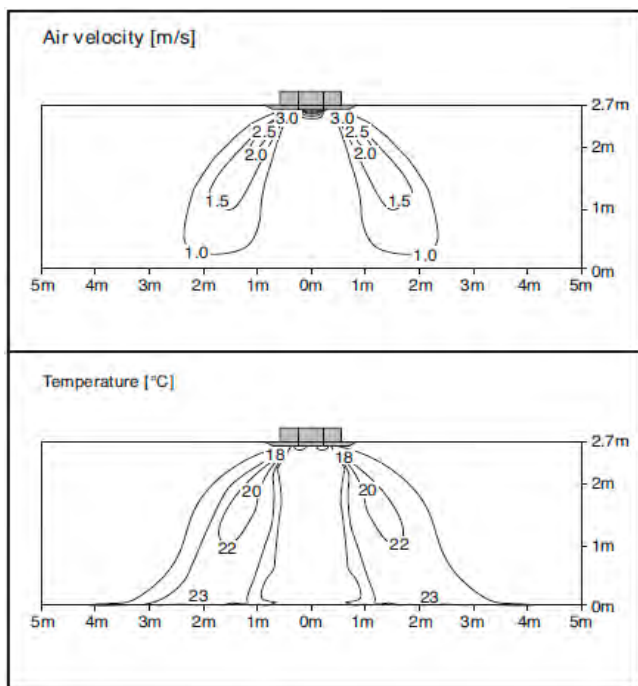 Air velocity [m/s]
3.0 3.0
2.7m
2.5 2.5
2.0 2.0
2m
1.5 1.5
1m
1.0 1.0
0m
5m 4m 3m 2m 1m 0m 1m 2m 3m 4m 5m
Temperature [°C]
18 18
2.7m
20 20
2m
22 22
1m
23 23
0m
5m 4m 3m 2m 1m 0m 1m 2m 3m 4m 5m